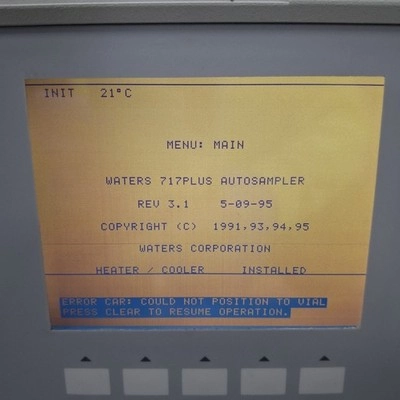 INIT 21°C
MENU: MAIN
WATERS 717PLUS AUTOSAMPLER
REV 3.1 5-09-95
COPYRIGHT (C) 1991,93,94,95
WATERS CORPORATION
HEATER / COOLER INSTALLED
ERROR CAR: COULD NOT POSITION TO VIAL
PRESS CLEAR TO RESUME OPERATION.